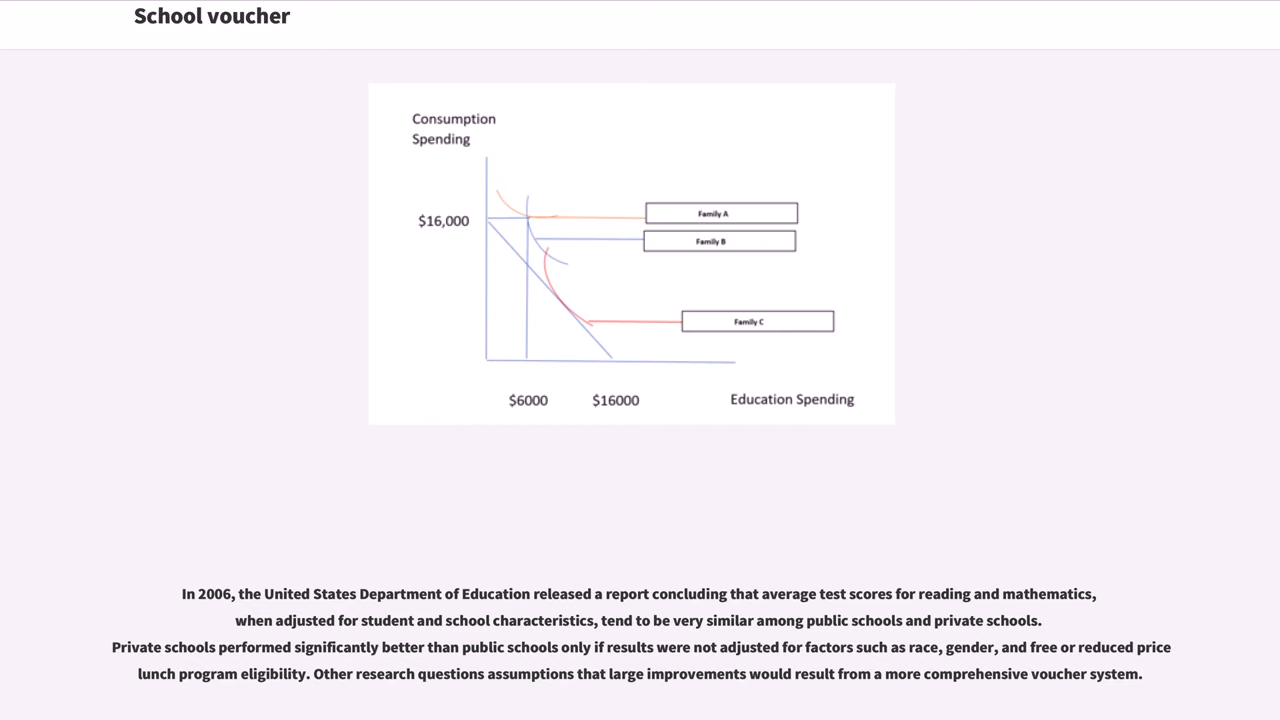 School voucher
Consumption
Spending
$16,000
Family A
Family B
Family C
$6000
$16000
Education Spending
In 2006, the United States Department of Education released a report concluding that average test scores for reading and mathematics,
when adjusted for student and school characteristics, tend to be very similar among public schools and private schools.
Private schools performed significantly better than public schools only if results were not adjusted for factors such as race, gender, and free or reduced price
lunch program eligibility. Other research questions assumptions that large improvements would result from a more comprehensive voucher system.